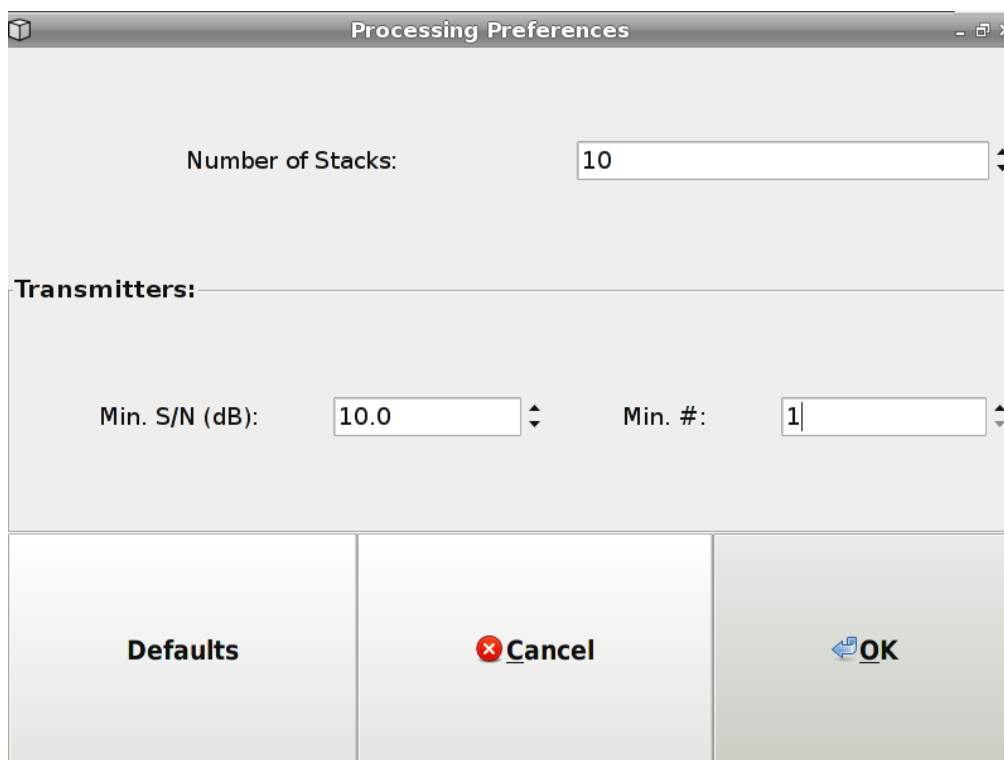 Processing Preferences
Number of Stacks: 10
Transmitters:
Min. S/N (dB): 10.0 Min. #: 1
Defaults Cancel OK